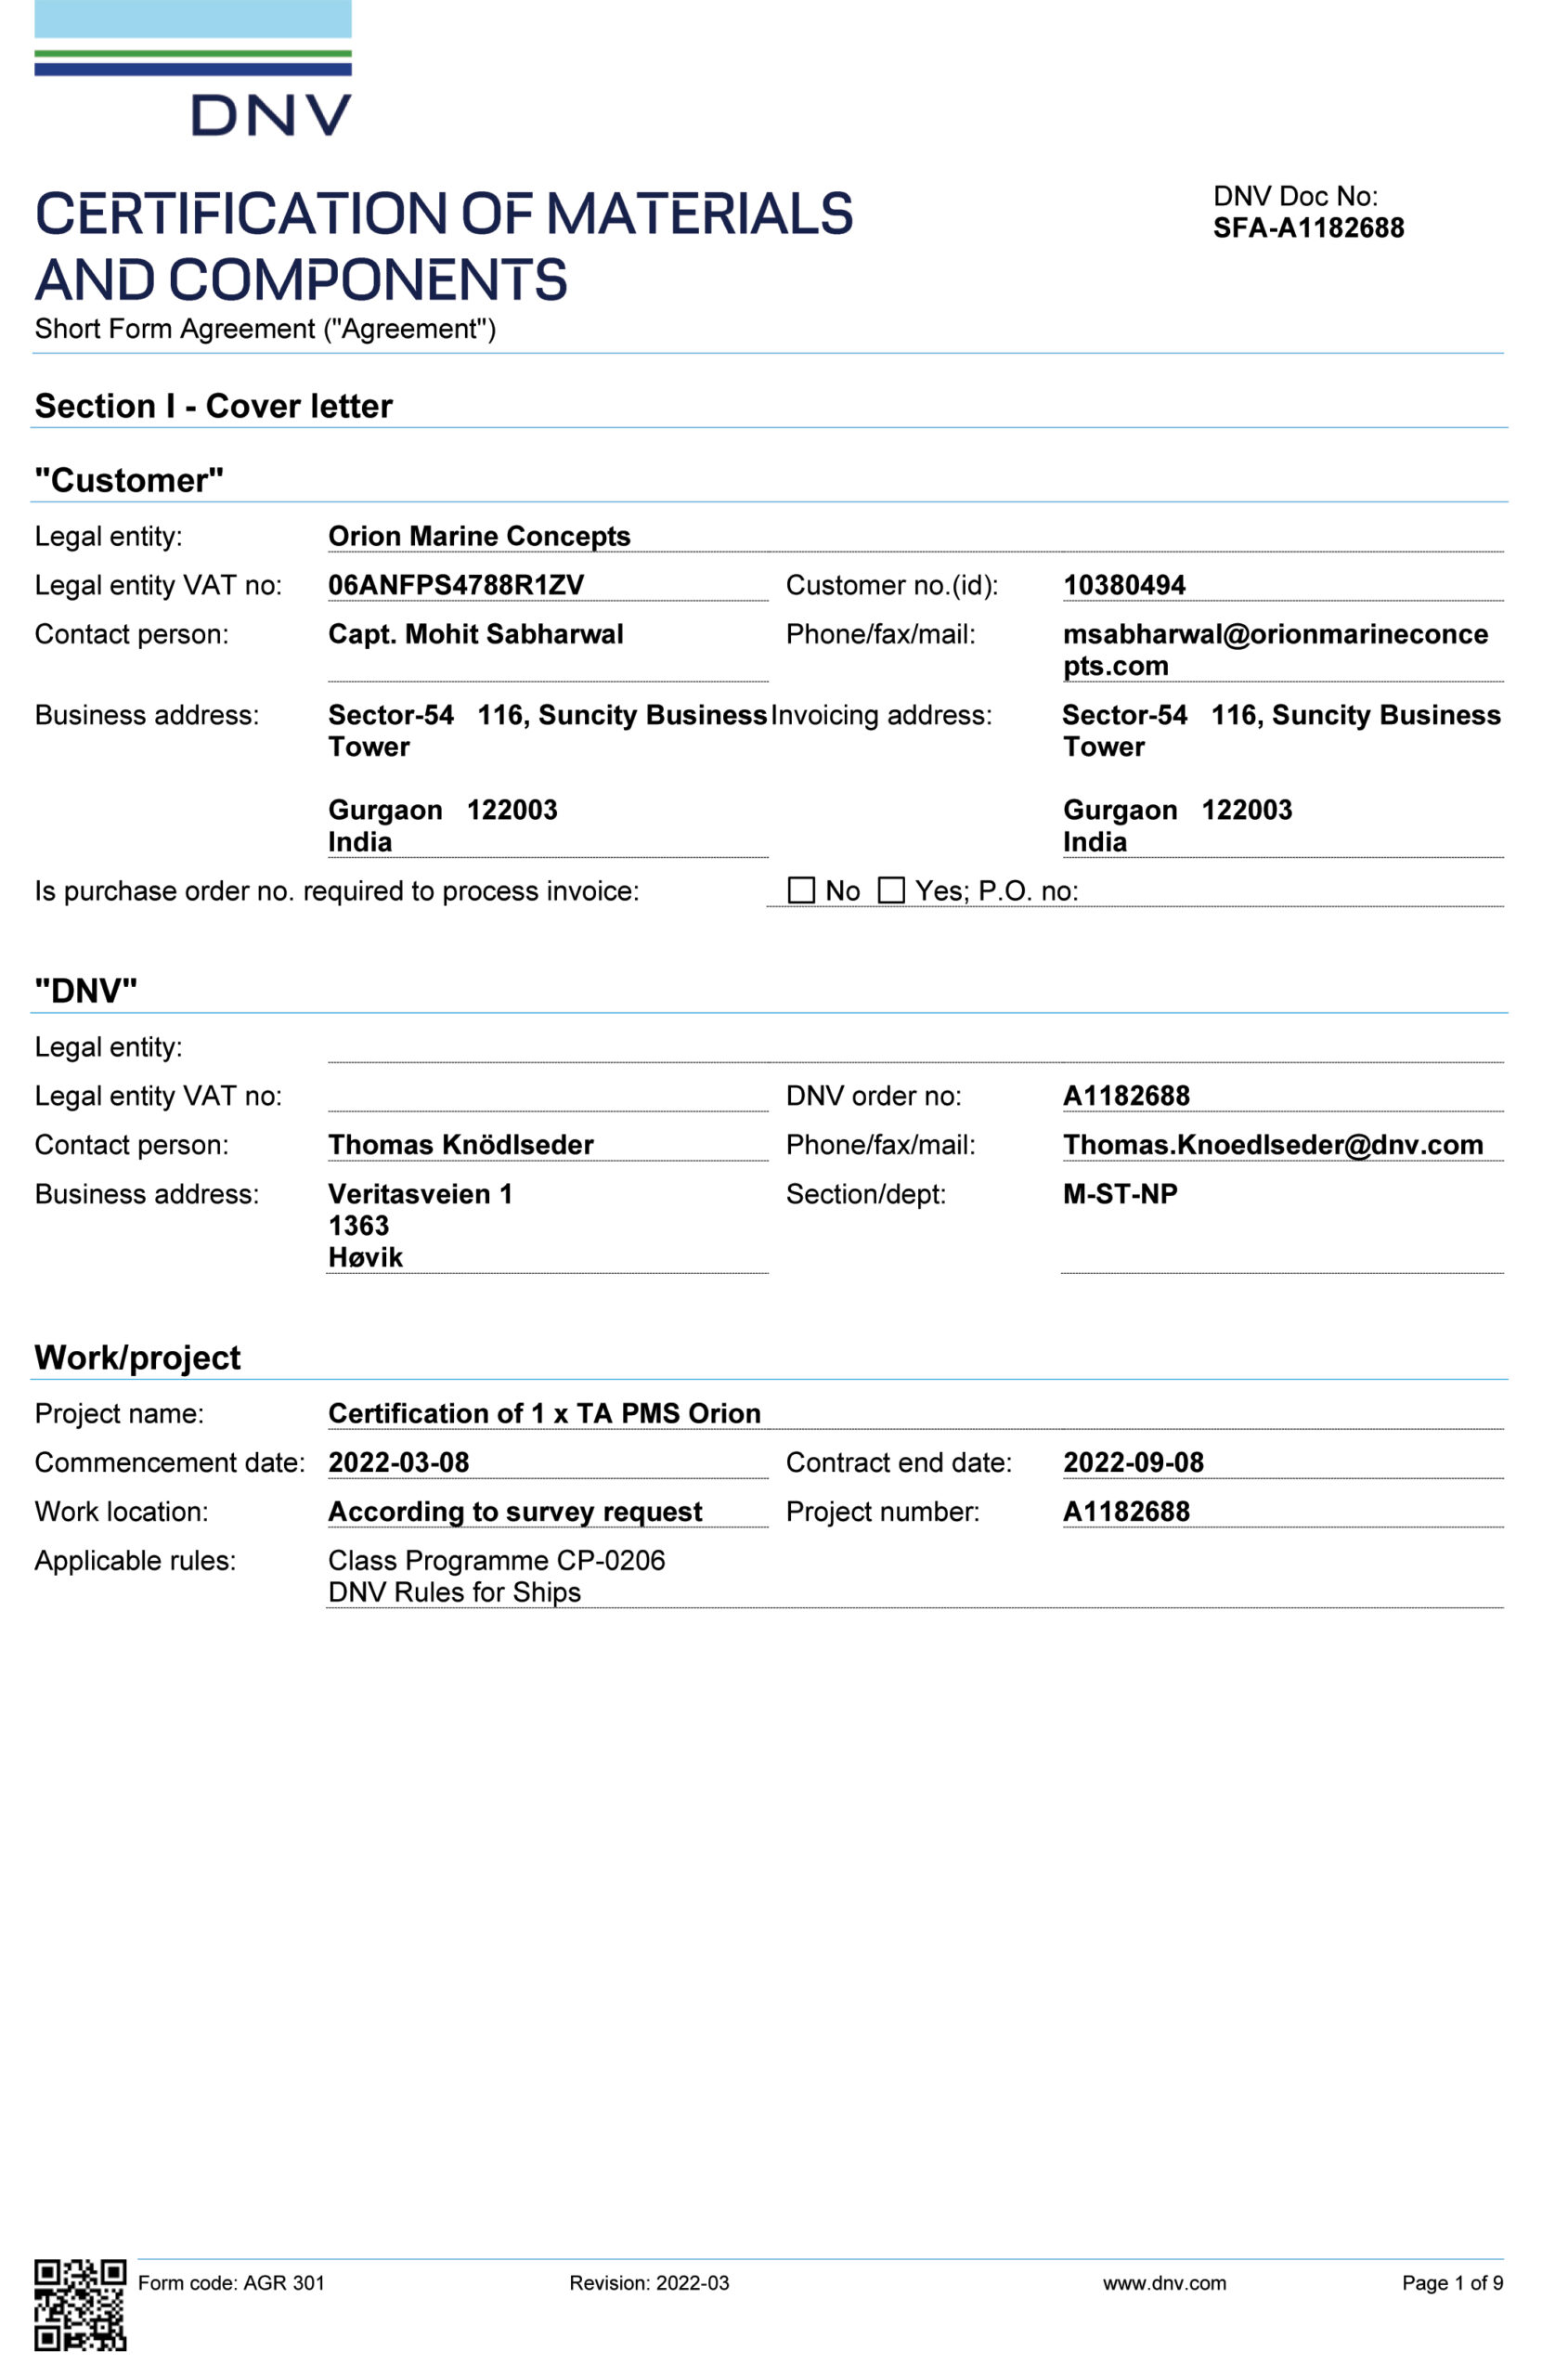 DNV
CERTIFICATION OF MATERIALS
AND COMPONENTS
DNV Doc No:
SFA-A1182688
Short Form Agreement ("Agreement")
Section I - Cover letter
"Customer"
Legal entity: Orion Marine Concepts
Legal entity VAT no: 06ANFPS4788R1ZV Customer no.(id): 10380494
Contact person: Capt. Mohit Sabharwal Phone/fax/mail: msabharwal@orionmarineconce
pts.com
Business address: Sector-54 116, Suncity Business Invoicing address: Sector-54 116, Suncity Business
Tower Tower
Gurgaon 122003 Gurgaon 122003
India India
Is purchase order no. required to process invoice: No Yes; P.O. no:
"DNV"
Legal entity:
Legal entity VAT no: DNV order no: A1182688
Contact person: Thomas Knödlseder Phone/fax/mail: Thomas.Knoedlseder@dnv.com
Business address: Veritasveien 1 Section/dept: M-ST-NP
1363
Høvik
Work/project
Project name: Certification of 1 x TA PMS Orion
Commencement date: 2022-03-08 Contract end date: 2022-09-08
Work location: According to survey request Project number: A1182688
Applicable rules: Class Programme CP-0206
DNV Rules for Ships
Form code: AGR 301 Revision: 2022-03 www.dnv.com Page 1 of 9